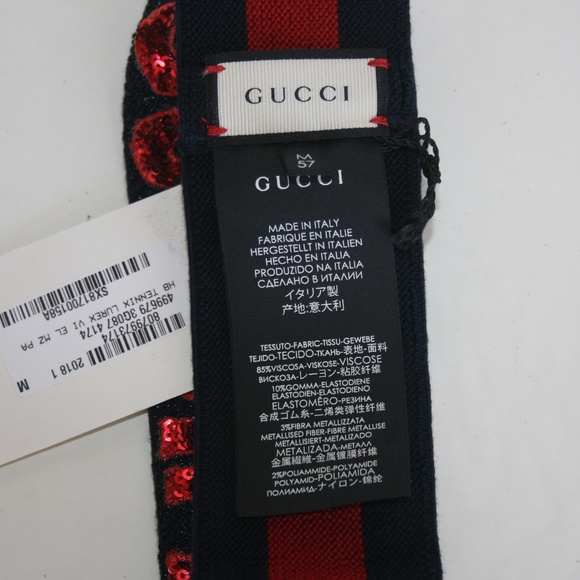 GUCCI
M
57
GUCCI
MADE IN ITALY
FABRIQUE EN ITALIE
HERGESTELLT IN ITALIEN
HECHO EN ITALIA
PRODUZIDO NA ITALIA
СДЕЛАНО В ИТАЛИИ
イタリア製
产地:意大利
TESSUTO-FABRIC-TISSU-GEWEBE
TEJIDO-TECIDO-ТКАНЬ-表地-面料
85%VISCOSA-VISKOSE-VISCOSE
ВИСКОЗА-レーヨン-粘胶纤维
10%GOMMA-ELASTODIENE
ELASTODIEN-ELASTODIENO
ELASTÔMERO-РЕЗИНА
合成ゴム糸-二烯类弹性纤维
3%FIBRA METALLIZZATA
METALLISED FIBER-FIBRE METALLISE
METALLISIERT-METALIZADO
METALIZADA-МЕТАЛЛ
金属繊維-金属镀膜纤维
2%POLIAMMIDE-POLYAMIDE
POLYAMID-POLIAMIDA
ПОЛИАМИД-ナイロン-锦纶
8079973174 2018 1 M
499679 3G087 4174
HB TENNIX LUREX VI EL MZ PA
SX81700158A